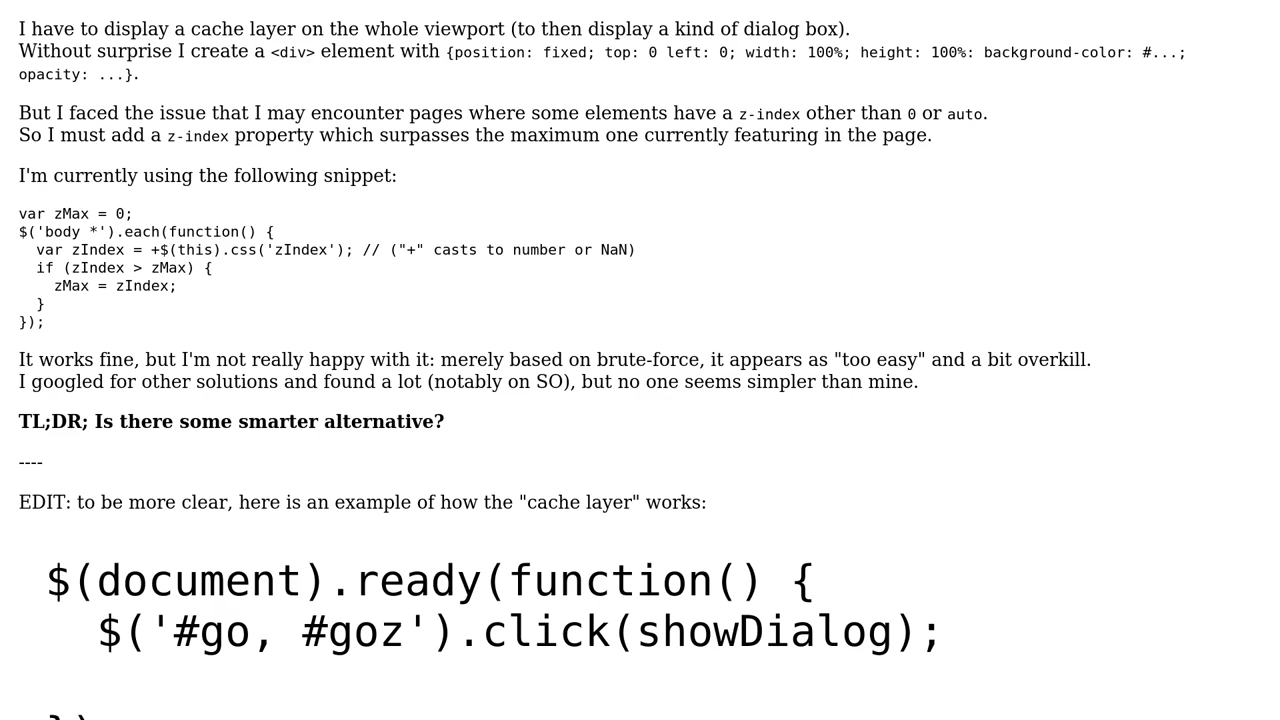 I have to display a cache layer on the whole viewport (to then display a kind of dialog box).
Without surprise I create a <div> element with {position: fixed; top: 0 left: 0; width: 100%; height: 100%: background-color: #...;
opacity: ...}.
But I faced the issue that I may encounter pages where some elements have a z-index other than 0 or auto.
So I must add a z-index property which surpasses the maximum one currently featuring in the page.
I'm currently using the following snippet:
var zMax = 0;
$('body *').each(function() {
  var zIndex = +$(this).css('zIndex'); // ("+" casts to number or NaN)
  if (zIndex > zMax) {
    zMax = zIndex;
  }
});
It works fine, but I'm not really happy with it: merely based on brute-force, it appears as "too easy" and a bit overkill.
I googled for other solutions and found a lot (notably on SO), but no one seems simpler than mine.
TL;DR; Is there some smarter alternative?
----
EDIT: to be more clear, here is an example of how the "cache layer" works:
$(document).ready(function() {
  $('#go, #goz').click(showDialog);